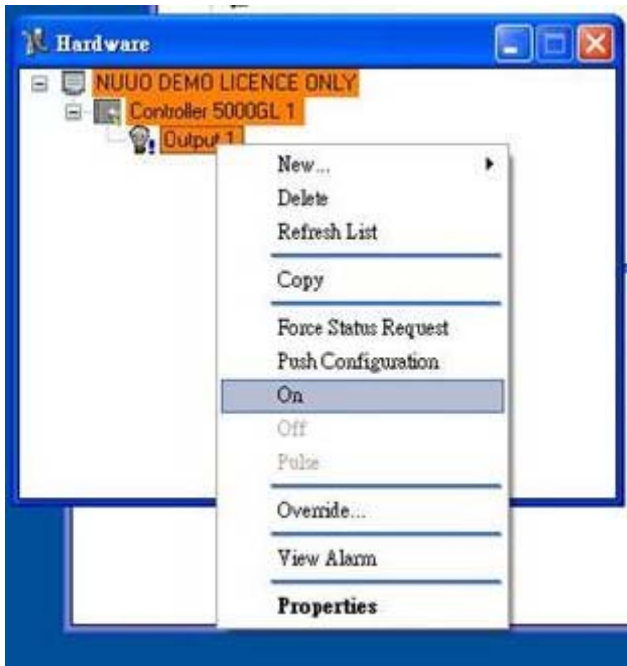 Hardware
NUUO DEMO LICENCE ONLY
Controller 5000GL 1
Output 1
New...
Delete
Refresh List
Copy
Force Status Request
Push Configuration
On
Off
Pulse
Override...
View Alarm
Properties